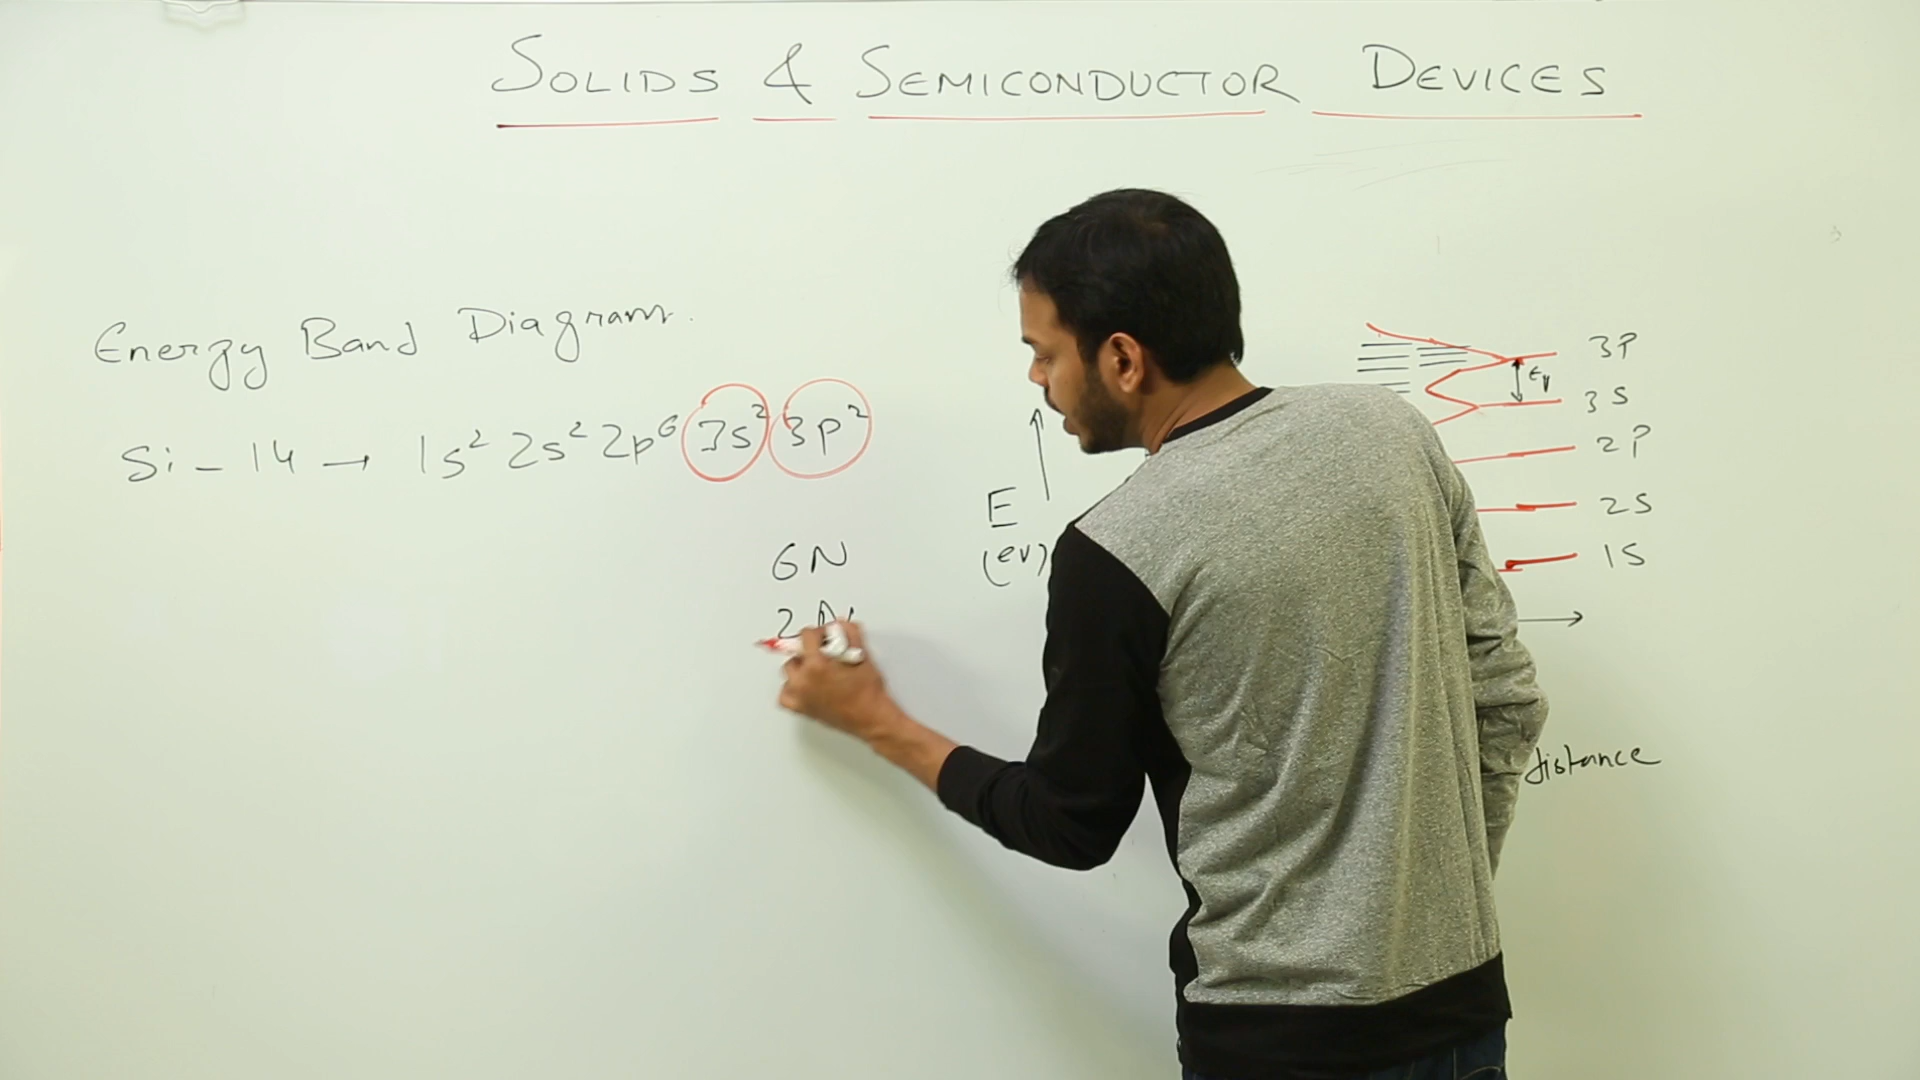 SOLIDS & SEMICONDUCTOR DEVICES
Energy Band Diagram.
Si - 14 → 1s² 2s² 2p⁶ 3s² 3p²
6N
2N
E
(ev)
3P
3S
2P
2S
1S
distance